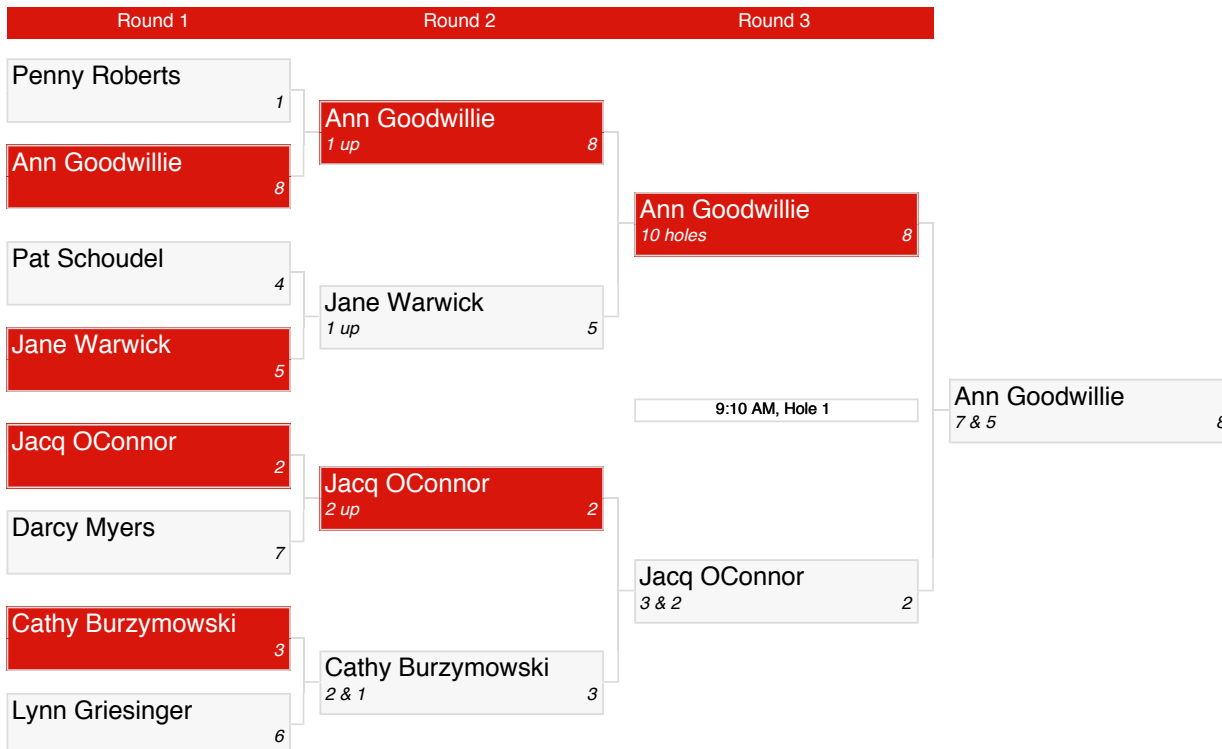 Round 1
Round 2
Round 3
Penny Roberts
1
Ann Goodwillie
8
Pat Schoudel
4
Jane Warwick
5
Jacq OConnor
2
Darcy Myers
7
Cathy Burzymowski
3
Lynn Griesinger
6
Ann Goodwillie
1 up 8
Jane Warwick
1 up 5
Jacq OConnor
2 up 2
Cathy Burzymowski
2 & 1 3
Ann Goodwillie
10 holes 8
9:10 AM, Hole 1
Jacq OConnor
3 & 2 2
Ann Goodwillie
7 & 5 8